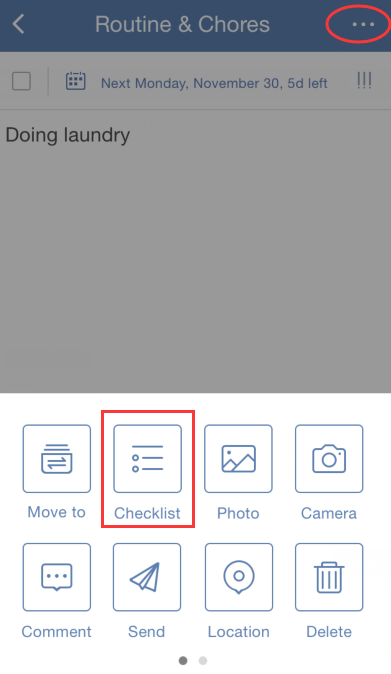 Routine & Chores
Next Monday, November 30, 5d left
Doing laundry
Move to
Checklist
Photo
Camera
Comment
Send
Location
Delete